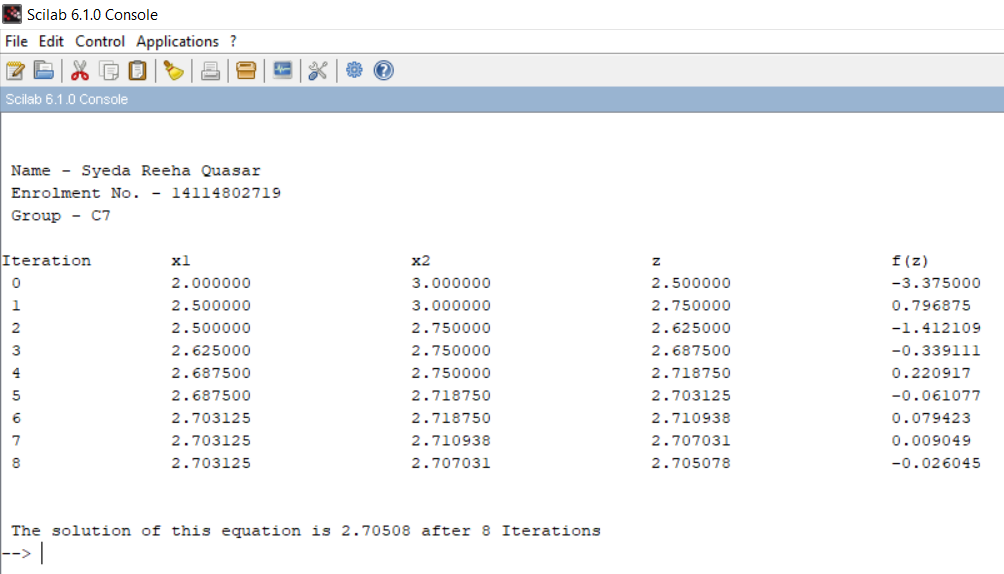 Scilab 6.1.0 Console
File Edit Control Applications ?
Scilab 6.1.0 Console
Name - Syeda Reeha Quasar
Enrolment No. - 14114802719
Group - C7
Iteration x1 x2 z f(z)
0 2.000000 3.000000 2.500000 -3.375000
1 2.500000 3.000000 2.750000 0.796875
2 2.500000 2.750000 2.625000 -1.412109
3 2.625000 2.750000 2.687500 -0.339111
4 2.687500 2.750000 2.718750 0.220917
5 2.687500 2.718750 2.703125 -0.061077
6 2.703125 2.718750 2.710938 0.079423
7 2.703125 2.710938 2.707031 0.009049
8 2.703125 2.707031 2.705078 -0.026045
The solution of this equation is 2.70508 after 8 Iterations
-->